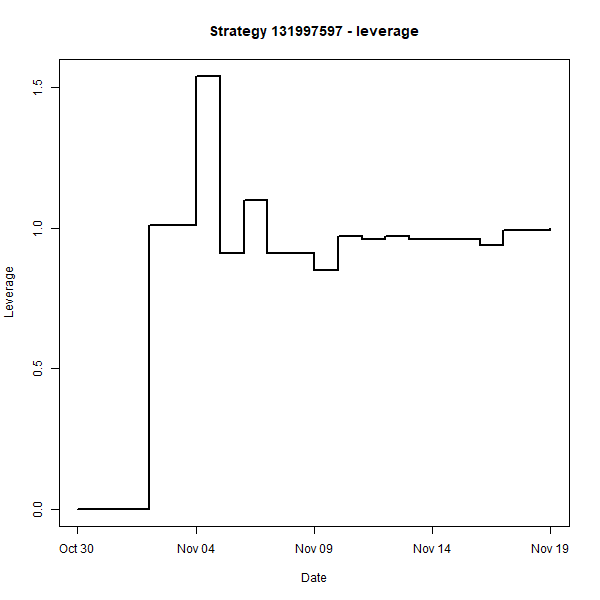 Strategy 131997597 - leverage
Leverage
1.5
1.0
0.5
0.0
Oct 30
Nov 04
Nov 09
Nov 14
Nov 19
Date